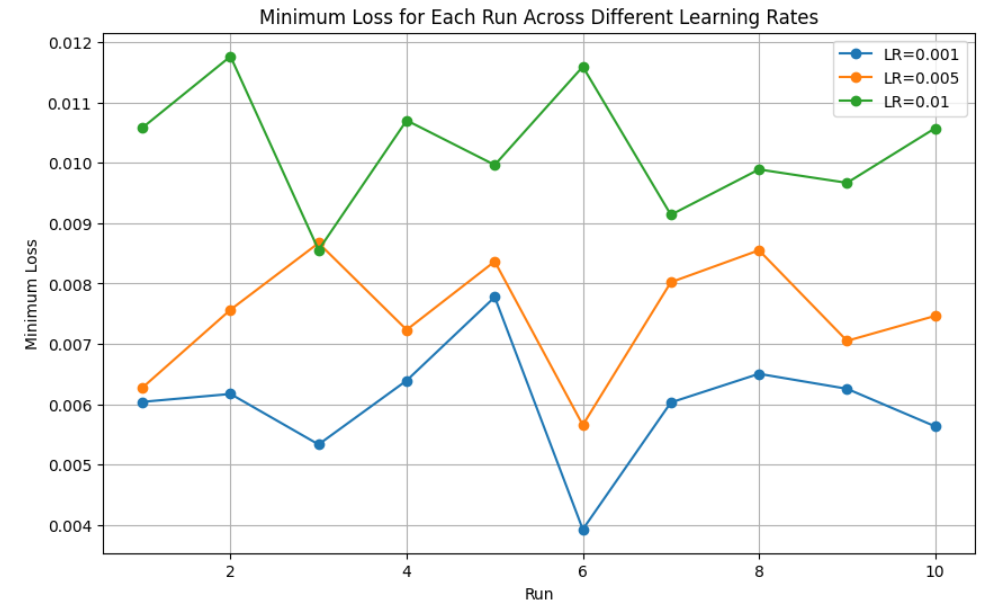 Minimum Loss for Each Run Across Different Learning Rates
LR=0.001
LR=0.005
LR=0.01
Minimum Loss
0.012
0.011
0.010
0.009
0.008
0.007
0.006
0.005
0.004
2 4 6 8 10
Run